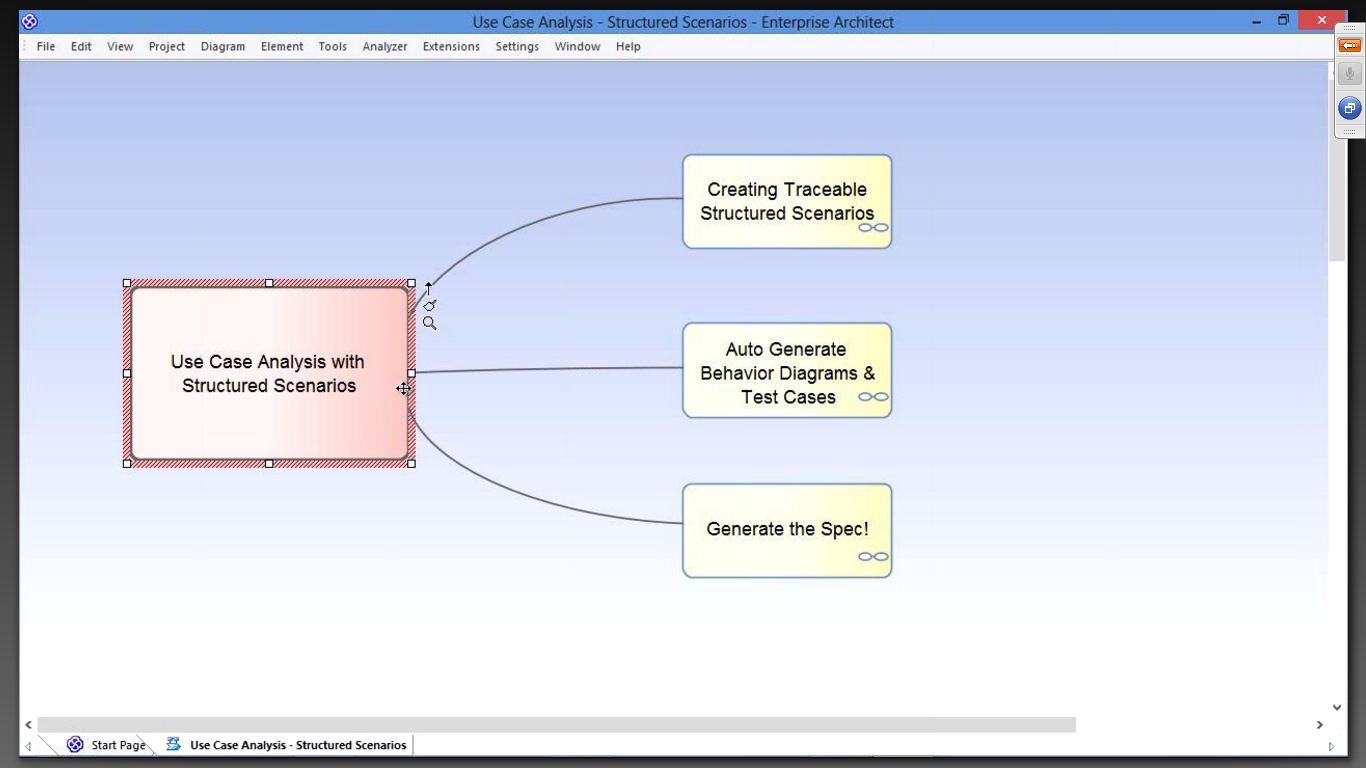 Use Case Analysis - Structured Scenarios - Enterprise Architect
File Edit View Project Diagram Element Tools Analyzer Extensions Settings Window Help
Creating Traceable
Structured Scenarios
Use Case Analysis with
Structured Scenarios
Auto Generate
Behavior Diagrams &
Test Cases
Generate the Spec!
Start Page Use Case Analysis - Structured Scenarios